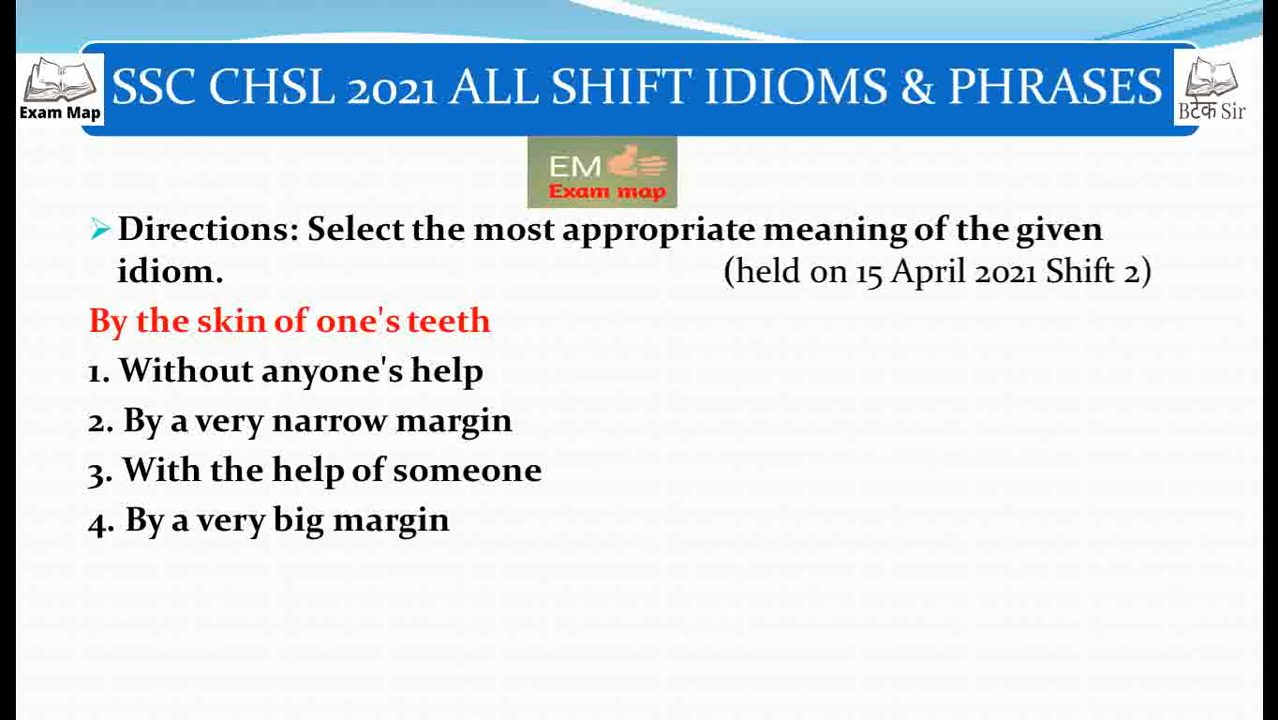 SSC CHSL 2021 ALL SHIFT IDIOMS & PHRASES
Exam Map
Bटेक Sir
EM
Exam map
➢ Directions: Select the most appropriate meaning of the given
idiom. (held on 15 April 2021 Shift 2)
By the skin of one's teeth
1. Without anyone's help
2. By a very narrow margin
3. With the help of someone
4. By a very big margin